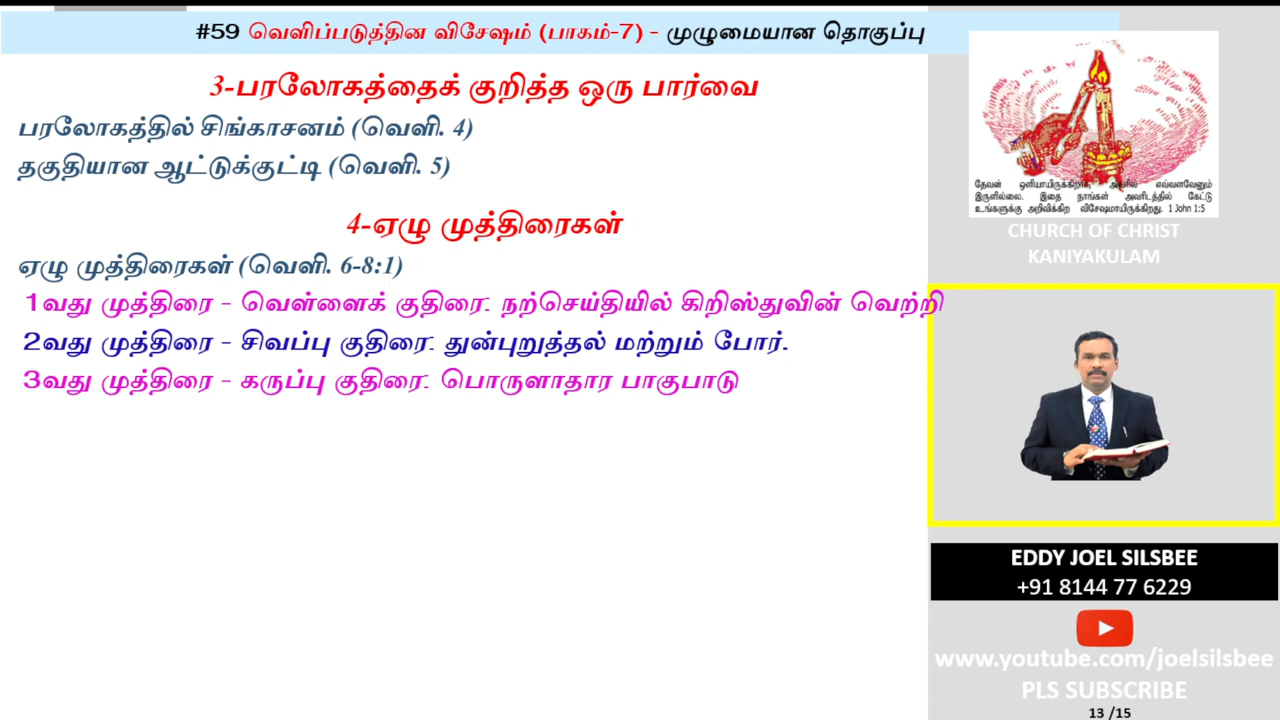 #59 வெளிப்படுத்தின விசேஷம் (பாகம்-7) - முழுமையான தொகுப்பு
3-பரலோகத்தைக் குறித்த ஒரு பார்வை
பரலோகத்தில் சிங்காசனம் (வெளி. 4)
தகுதியான ஆட்டுக்குட்டி (வெளி. 5)
4-ஏழு முத்திரைகள்
ஏழு முத்திரைகள் (வெளி. 6-8:1)
1வது முத்திரை - வெள்ளைக் குதிரை: நற்செய்தியில் கிறிஸ்துவின் வெற்றி
2வது முத்திரை - சிவப்பு குதிரை: துன்புறுத்தல் மற்றும் போர்.
3வது முத்திரை - கருப்பு குதிரை: பொருளாதார பாகுபாடு
தேவன் ஒளியாயிருக்கிறார், அவரில் எவ்வளவேனும்
இருளில்லை. இதை நாங்கள் அவரிடத்தில் கேட்டு
உங்களுக்கு அறிவிக்கிற விசேஷமாயிருக்கிறது. 1 John 1:5
CHURCH OF CHRIST
KANIYAKULAM
EDDY JOEL SILSBEE
+91 8144 77 6229
www.youtube.com/joelsilsbee
PLS SUBSCRIBE
13 /15